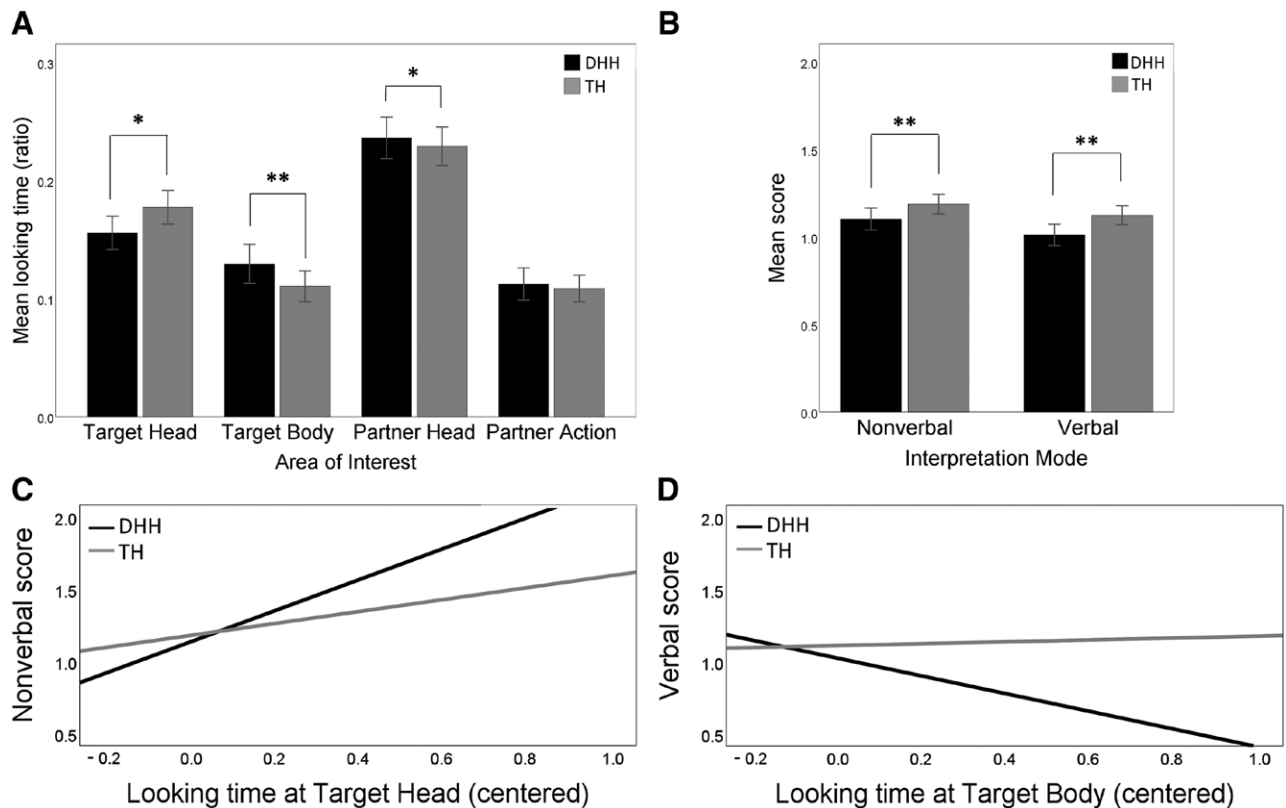 A
Mean looking time (ratio)
0.3
0.2
0.1
0.0
DHH
TH
*
**
*
Target Head Target Body Partner Head Partner Action
Area of Interest
B
Mean score
2.0
1.5
1.0
0.5
0.0
DHH
TH
**
**
Nonverbal Verbal
Interpretation Mode
C
Nonverbal score
2.0
1.5
1.0
0.5
DHH
TH
- 0.2 0.0 0.2 0.4 0.6 0.8 1.0
Looking time at Target Head (centered)
D
Verbal score
2.0
1.5
1.0
0.5
DHH
TH
- 0.2 0.0 0.2 0.4 0.6 0.8 1.0
Looking time at Target Body (centered)